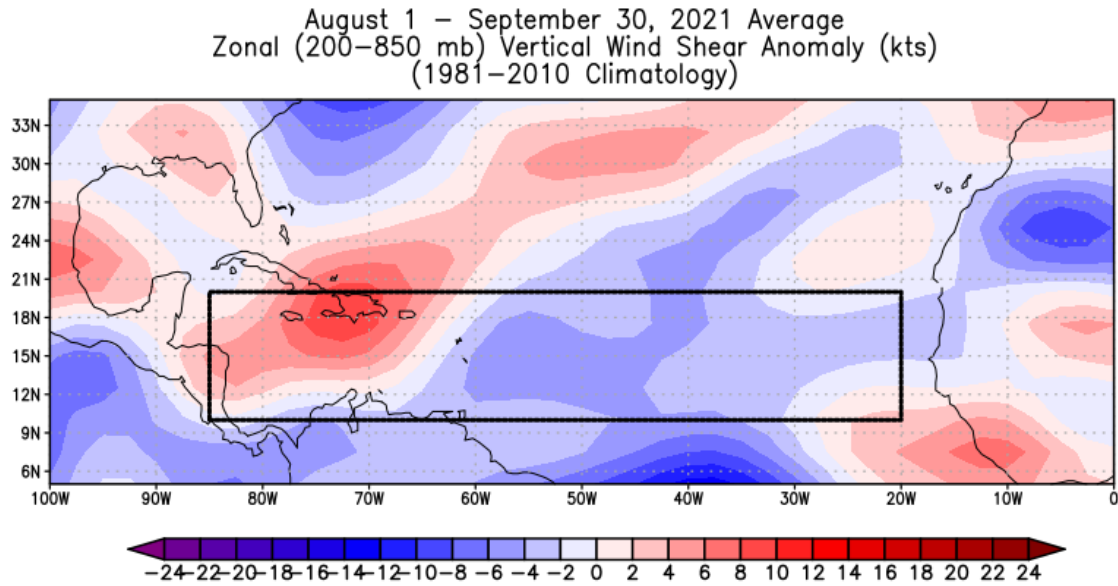 August 1 – September 30, 2021 Average
Zonal (200–850 mb) Vertical Wind Shear Anomaly (kts)
(1981–2010 Climatology)
33N
30N
27N
24N
21N
18N
15N
12N
9N
6N
100W 90W 80W 70W 60W 50W 40W 30W 20W 10W 0
−24 −22 −20 −18 −16 −14 −12 −10 −8 −6 −4 −2 0 2 4 6 8 10 12 14 16 18 20 22 24